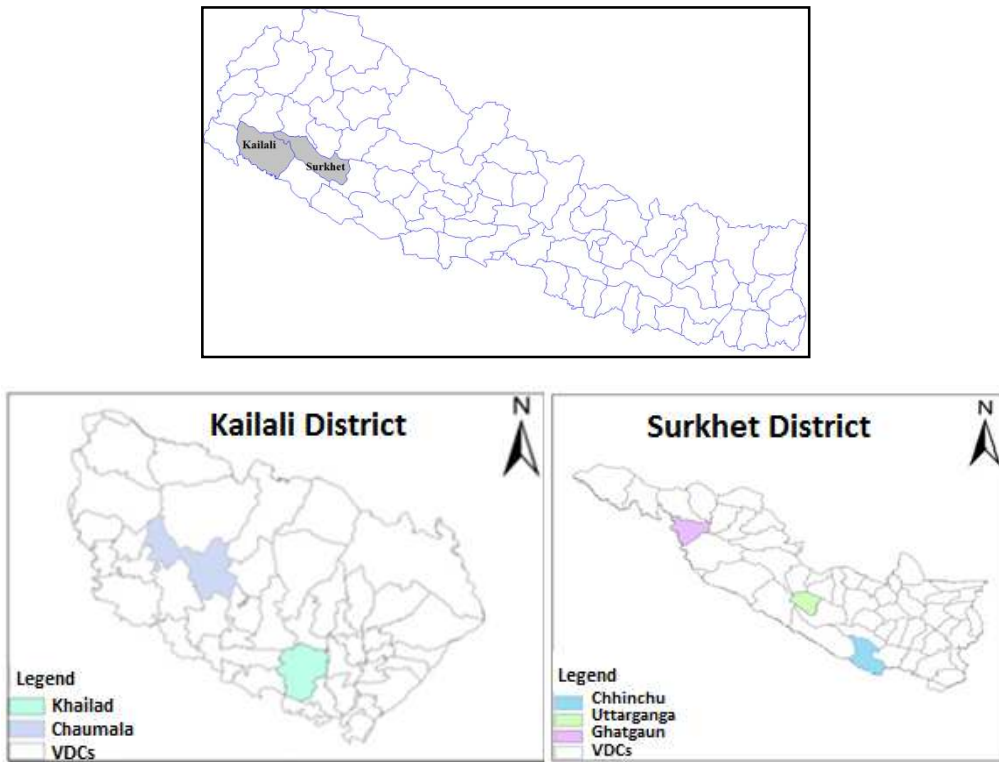 Kailali
Surkhet
Kailali District
N
Legend
Khailad
Chaumala
VDCs
Surkhet District
N
Legend
Chhinchu
Uttarganga
Ghatgaun
VDCs